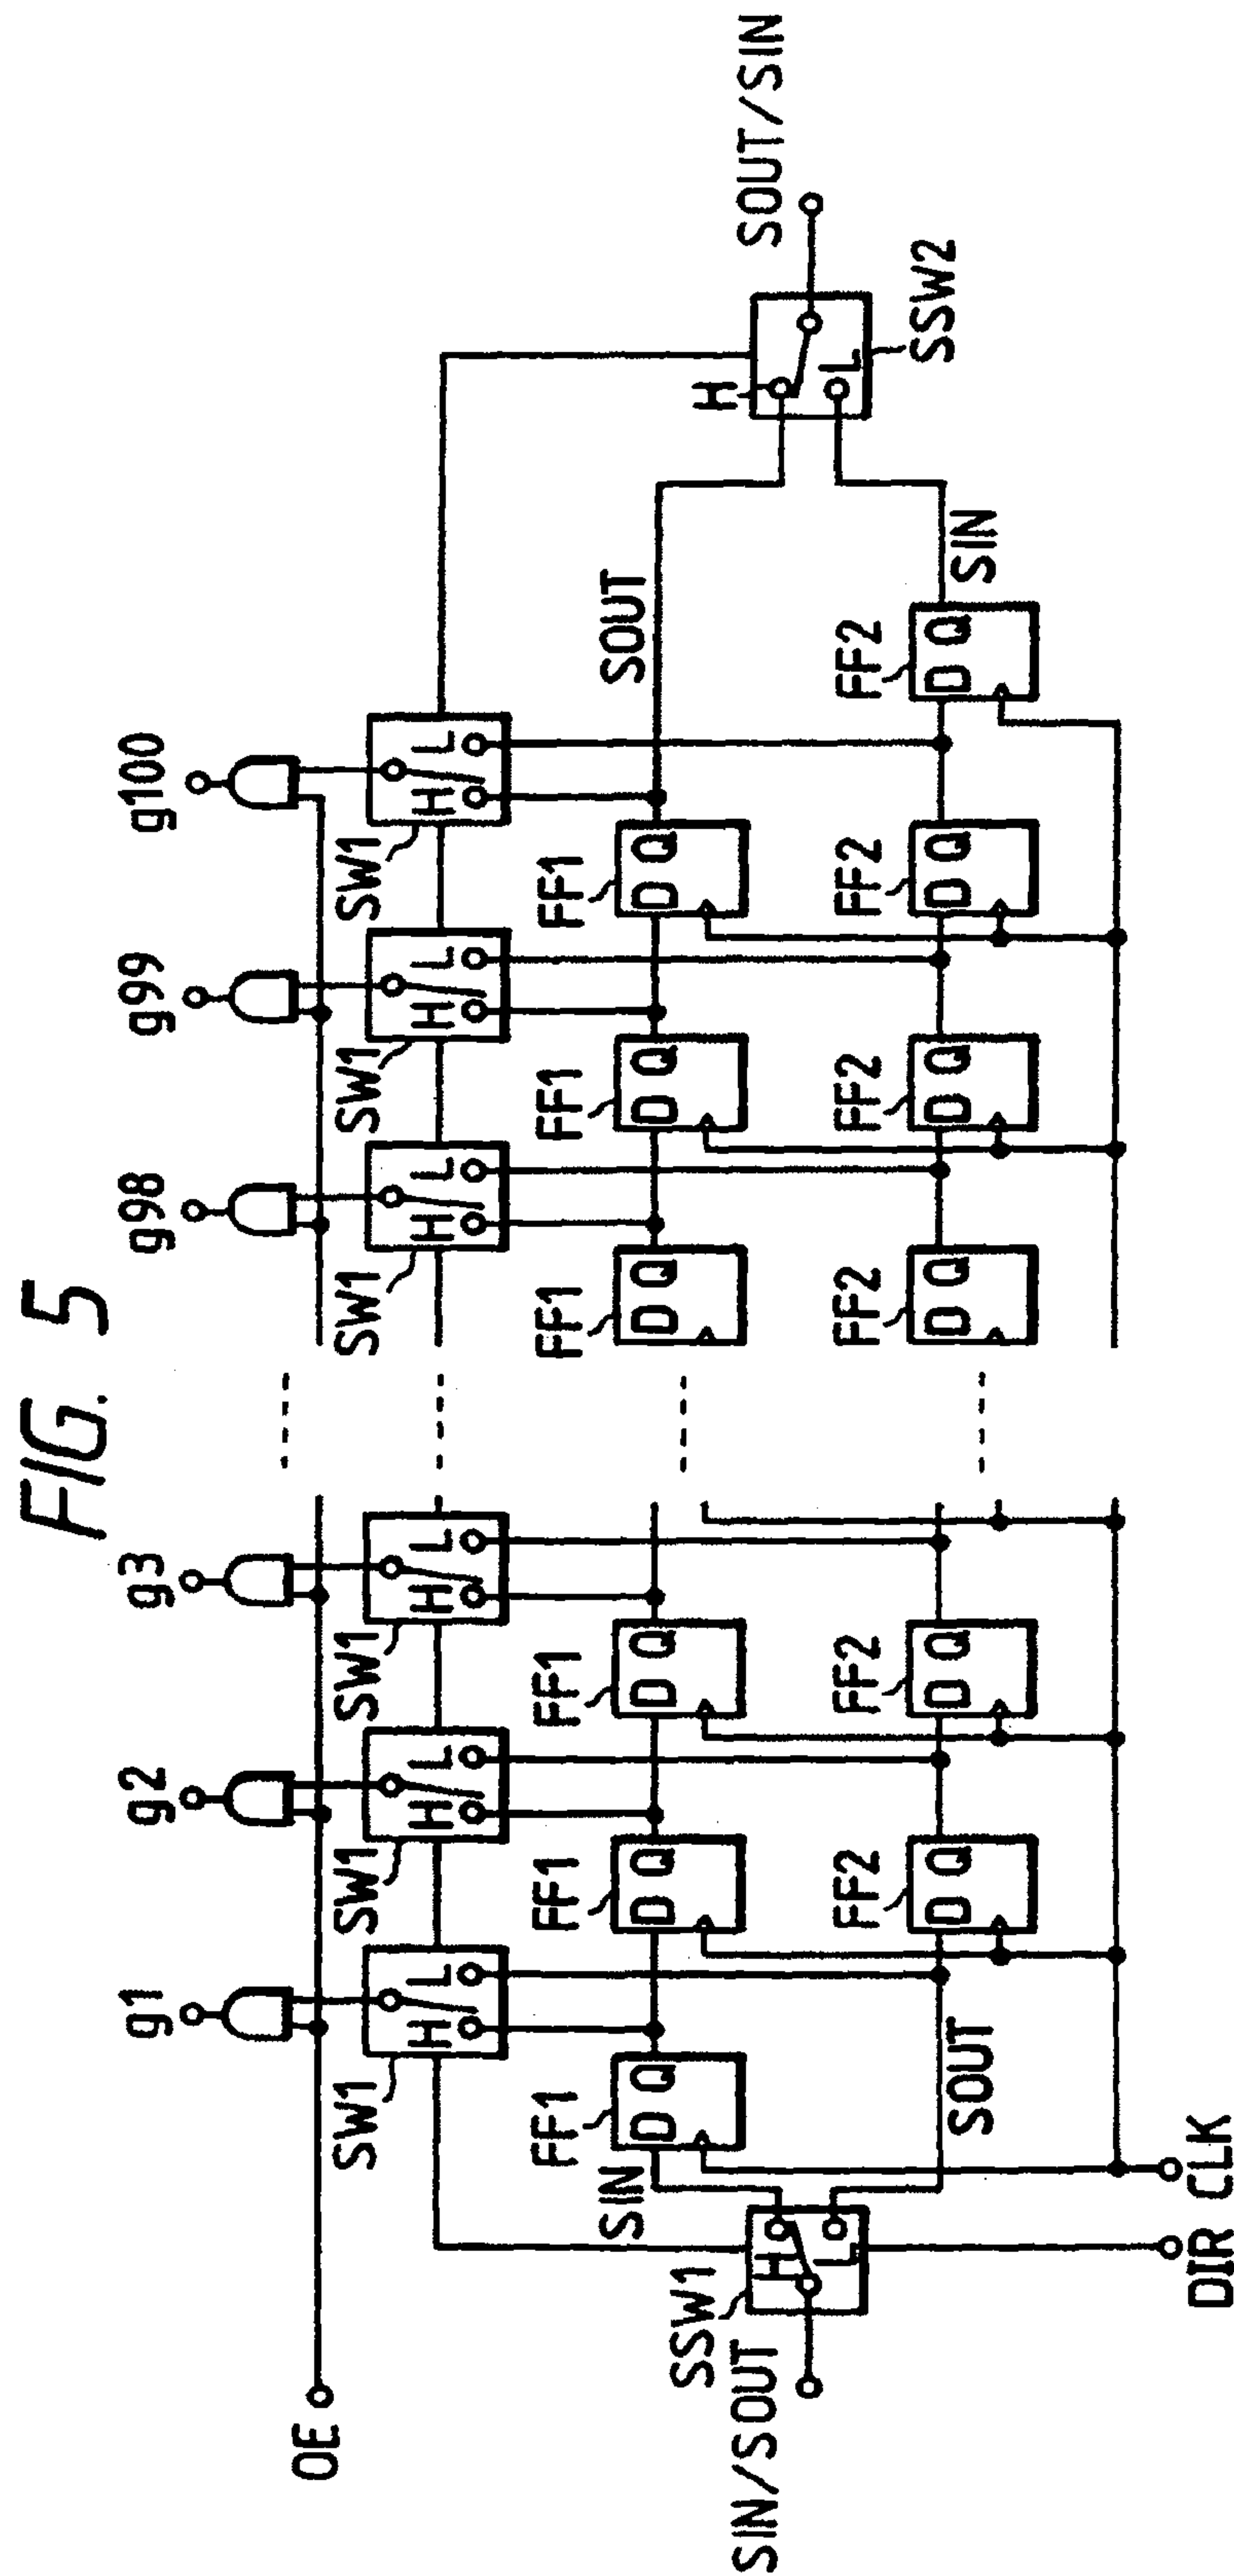 FIG. 5
g1 g2 g3 g98 g99 g100
OE
SW1 SW1 SW1 SW1 SW1 SW1
H L H L H L H L H L H L
FF1 FF1 FF1 FF1 FF1 FF1
D Q D Q D Q D Q D Q D Q
SIN SOUT
SSW1 H L
SIN/SOUT
H L SSW2
SOUT/SIN
FF2 FF2 FF2 FF2 FF2 FF2
D Q D Q D Q D Q D Q D Q
SOUT SIN
DIR CLK